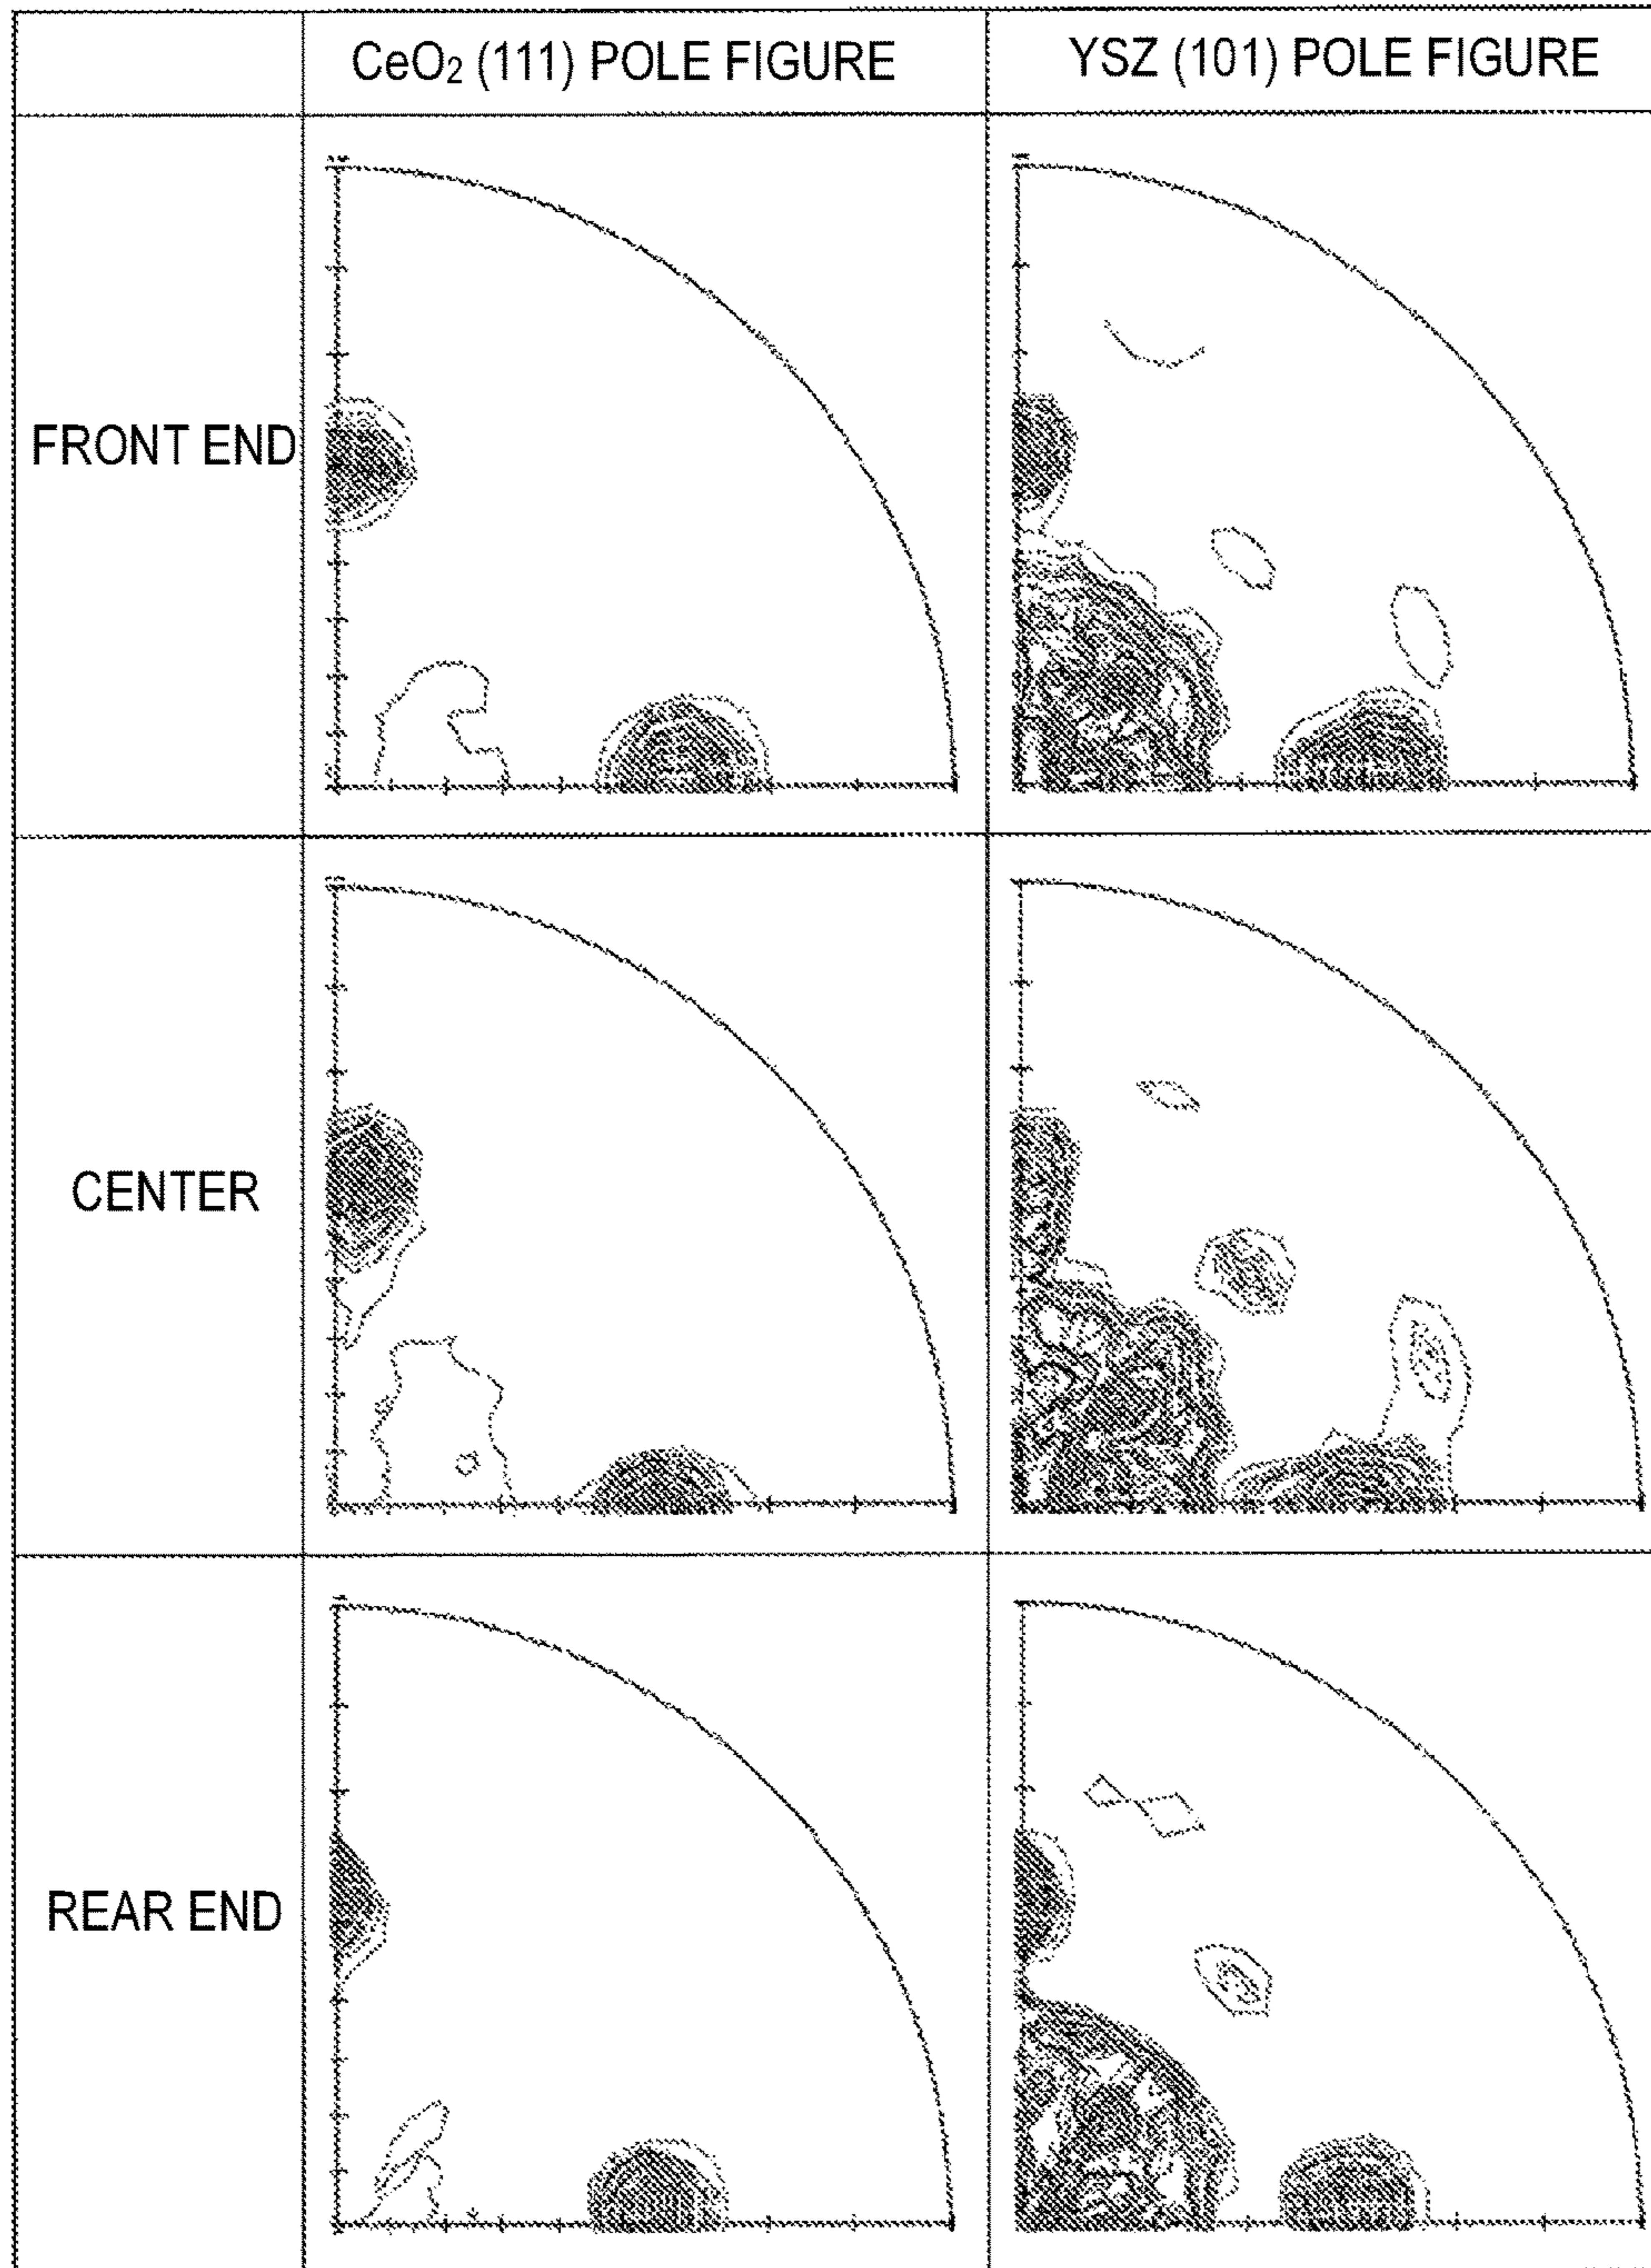 CeO₂ (111) POLE FIGURE
YSZ (101) POLE FIGURE
FRONT END
CENTER
REAR END